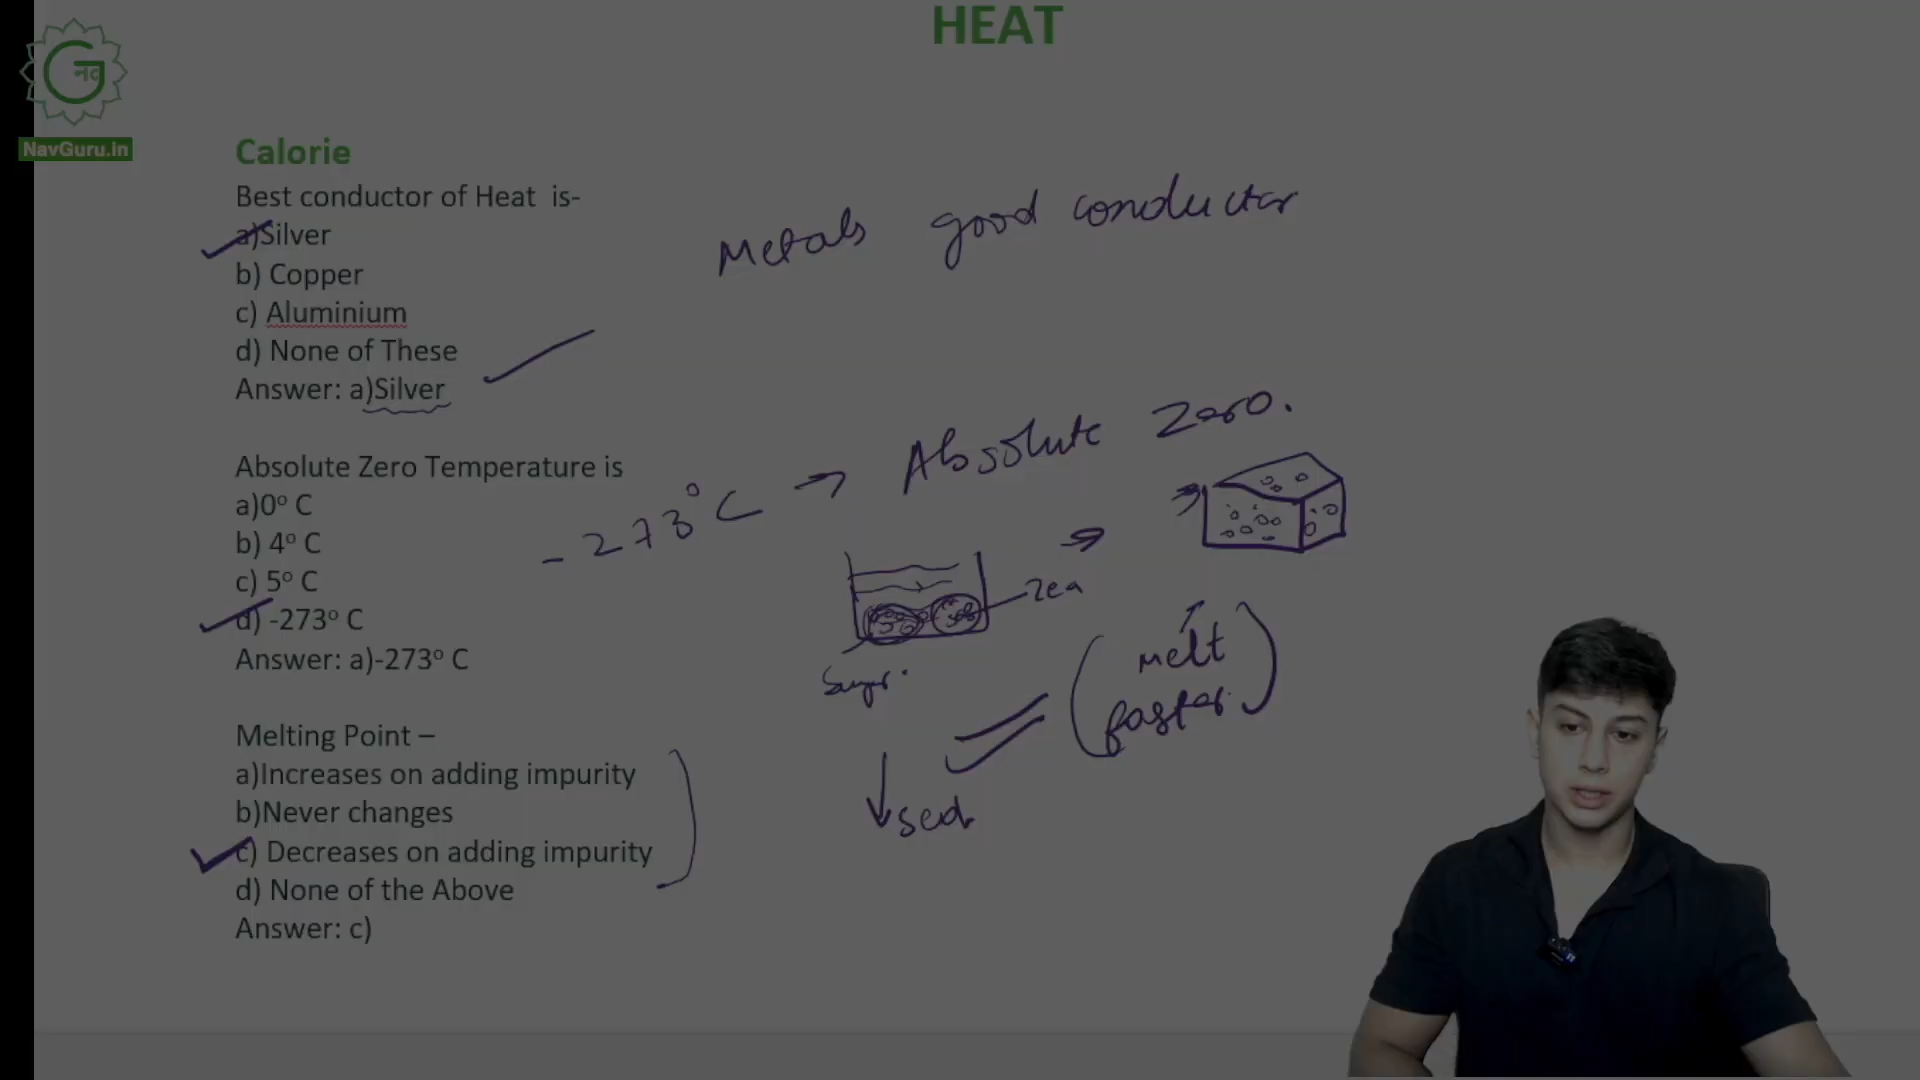 HEAT
नव
NavGuru.in
Calorie
Best conductor of Heat is-
a)Silver
b) Copper
c) Aluminium
d) None of These
Answer: a)Silver
Metals good conductor
Absolute Zero Temperature is
a)0° C
b) 4° C
c) 5° C
d) -273° C
Answer: a)-273° C
-273°C → Absolute Zero.
Melting Point –
a)Increases on adding impurity
b)Never changes
c) Decreases on adding impurity
d) None of the Above
Answer: c)
(melt
faster)